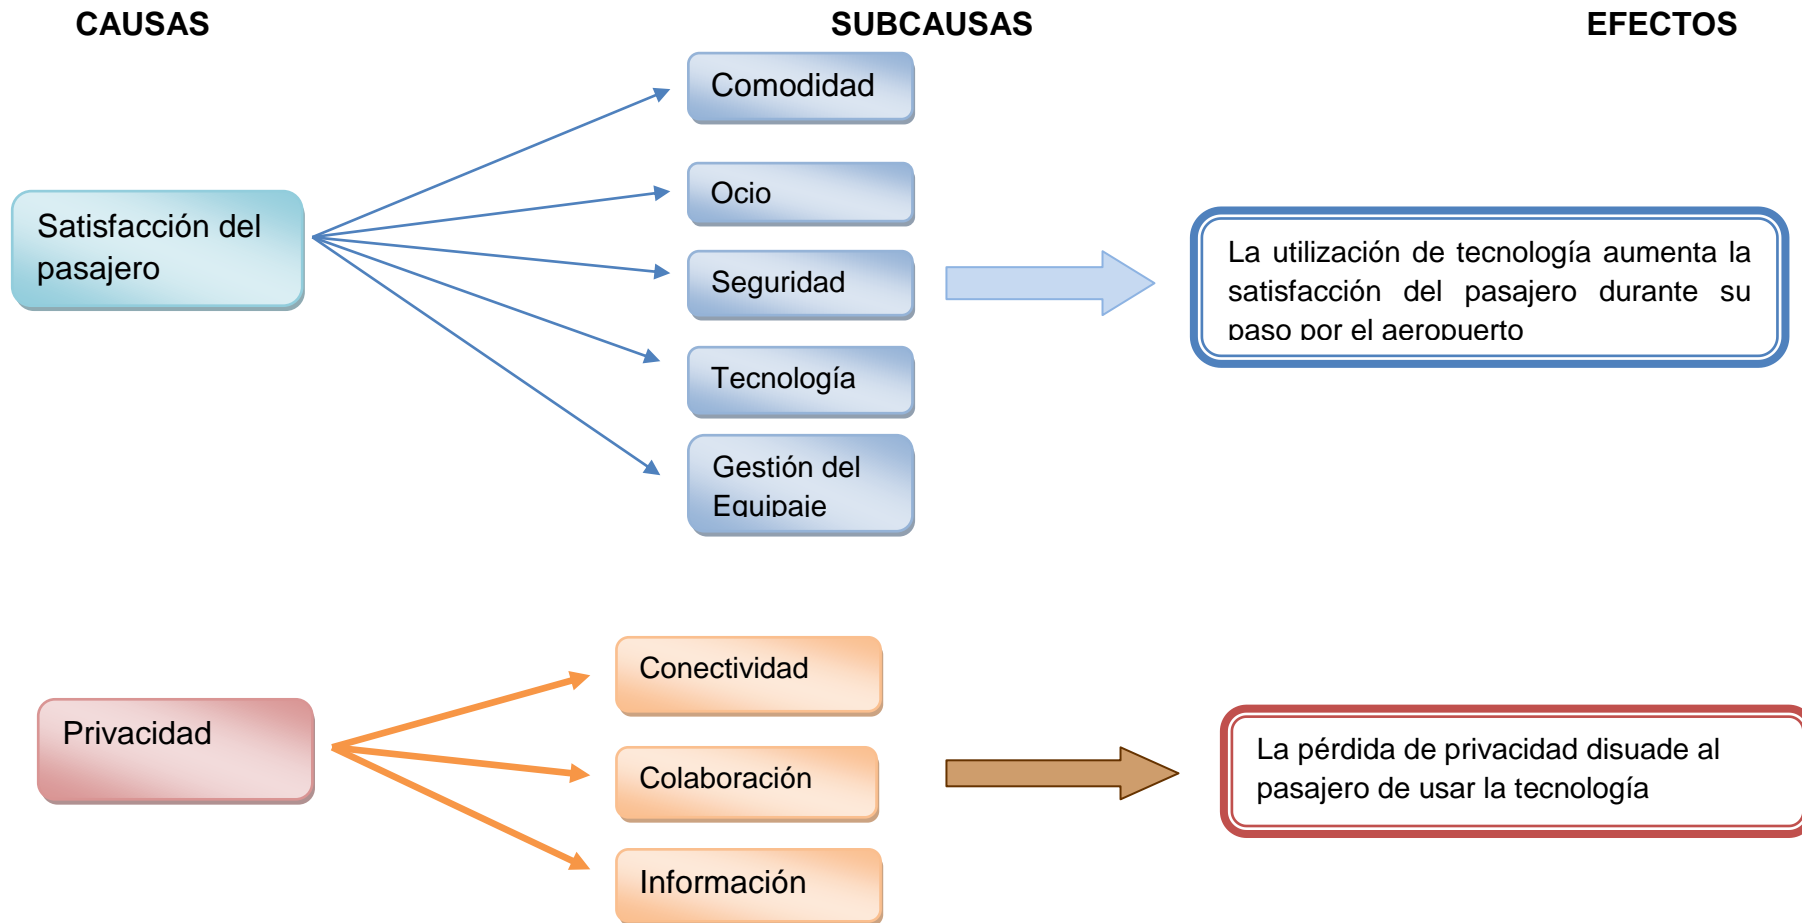 CAUSAS SUBCAUSAS EFECTOS
Comodidad
Ocio
Satisfacción del
pasajero
Seguridad
La utilización de tecnología aumenta la
satisfacción del pasajero durante su
paso por el aeropuerto
Tecnología
Gestión del
Equipaje
Conectividad
Privacidad
Colaboración
La pérdida de privacidad disuade al
pasajero de usar la tecnología
Información